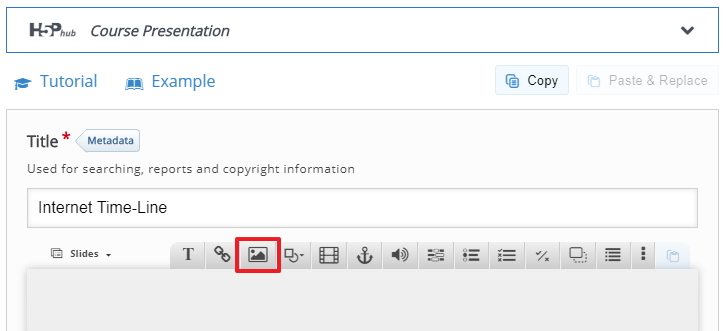 H5P hub Course Presentation
Tutorial Example Copy Paste & Replace
Title * Metadata
Used for searching, reports and copyright information
Internet Time-Line
Slides T